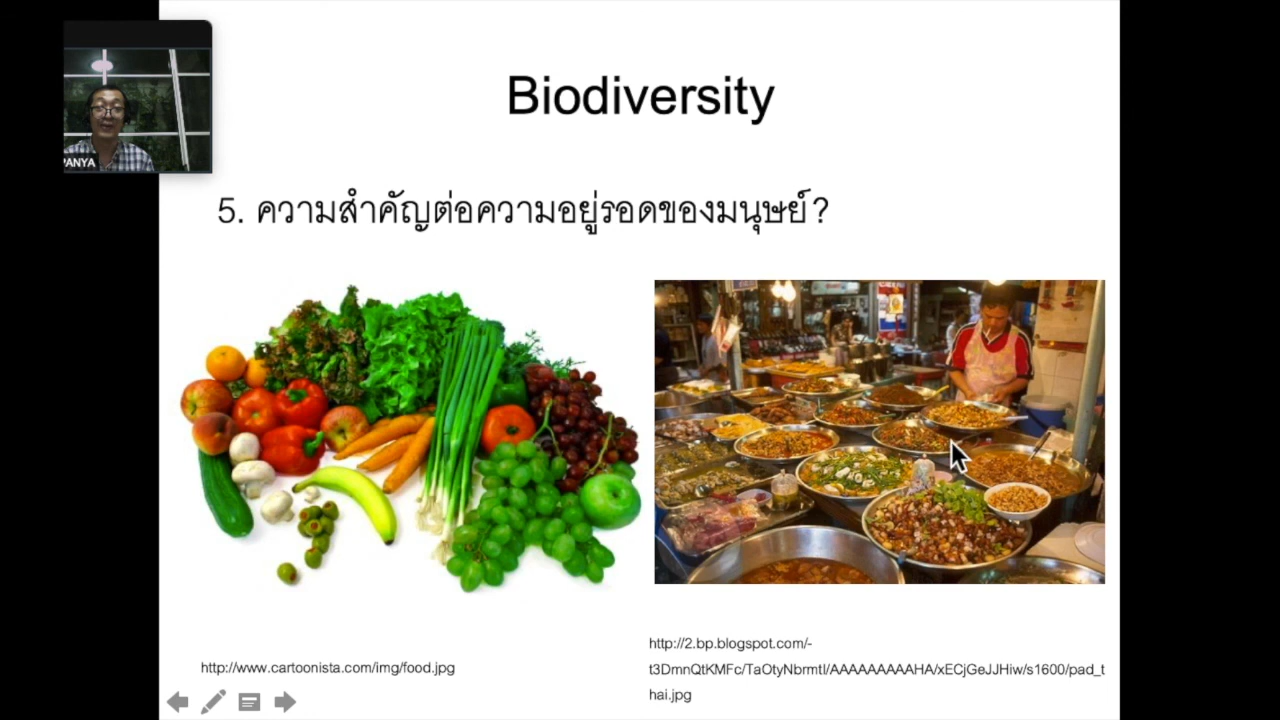 Biodiversity
PANYA
5. ความสำคัญต่อความอยู่รอดของมนุษย์?
http://www.cartoonista.com/img/food.jpg
http://2.bp.blogspot.com/-
t3DmnQtKMFc/TaOtyNbrmtI/AAAAAAAAAHA/xECjGeJJHiw/s1600/pad_t
hai.jpg